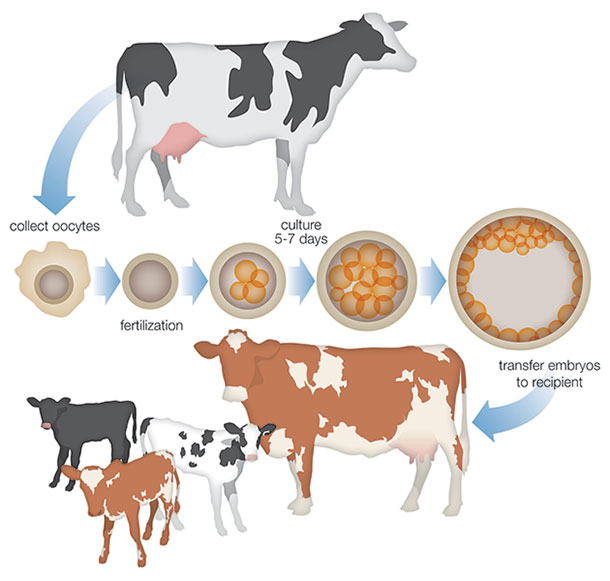 collect oocytes
culture
5-7 days
fertilization
transfer embryos
to recipient